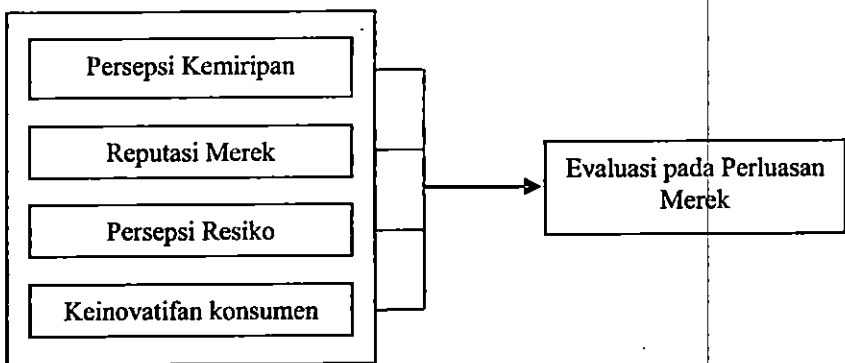 Persepsi Kemiripan
Reputasi Merek
Persepsi Resiko
Keinovatifan konsumen
Evaluasi pada Perluasan
Merek